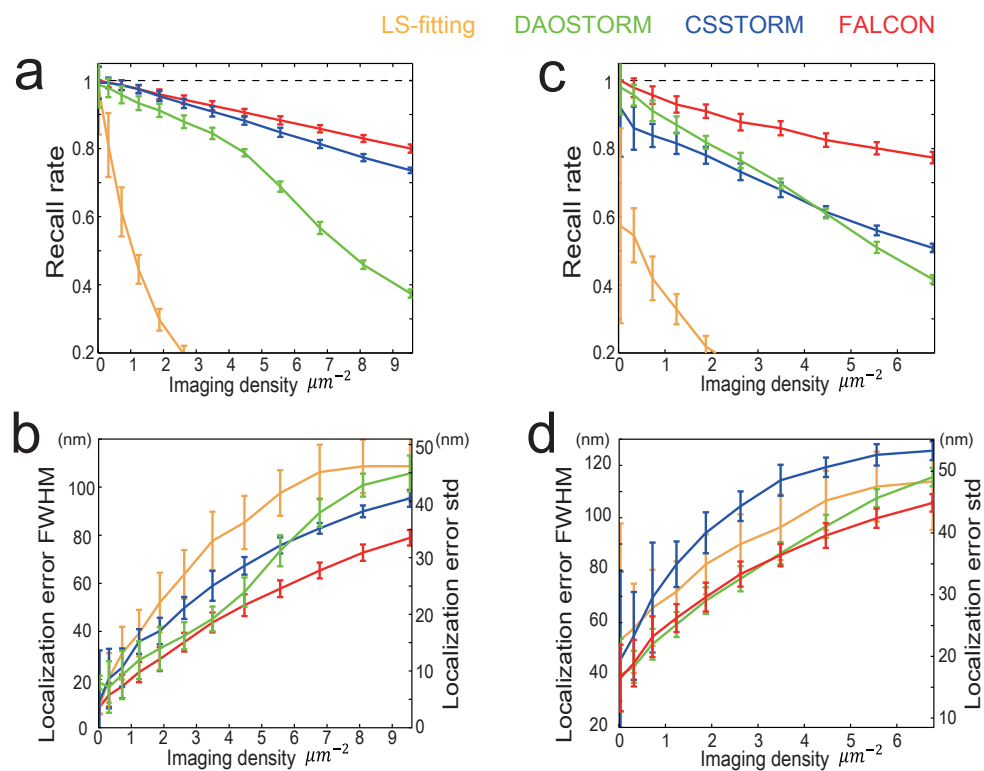 LS-fitting DAOSTORM CSSTORM FALCON
a
Recall rate
1
0.8
0.6
0.4
0.2
0 1 2 3 4 5 6 7 8 9
Imaging density μm⁻²
c
Recall rate
1
0.8
0.6
0.4
0.2
0 1 2 3 4 5 6
Imaging density μm⁻²
b
(nm)
(nm)
Localization error FWHM
100
80
60
40
20
0
50
40
30
20
10
0
Localization error std
0 1 2 3 4 5 6 7 8 9
Imaging density μm⁻²
d
(nm)
(nm)
Localization error FWHM
120
100
80
60
40
20
50
40
30
20
10
Localization error std
0 1 2 3 4 5 6
Imaging density μm⁻²